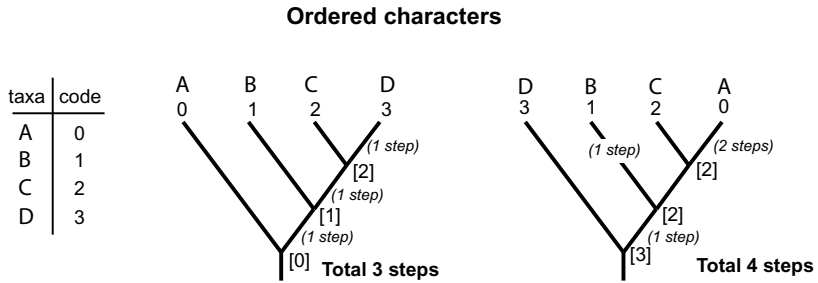 Ordered characters
taxa code
A 0
B 1
C 2
D 3
A B C D
0 1 2 3
(1 step)
[2]
(1 step)
[1]
(1 step)
[0]
Total 3 steps
D B C A
3 1 2 0
(1 step) (2 steps)
[2]
[2]
(1 step)
[3]
Total 4 steps